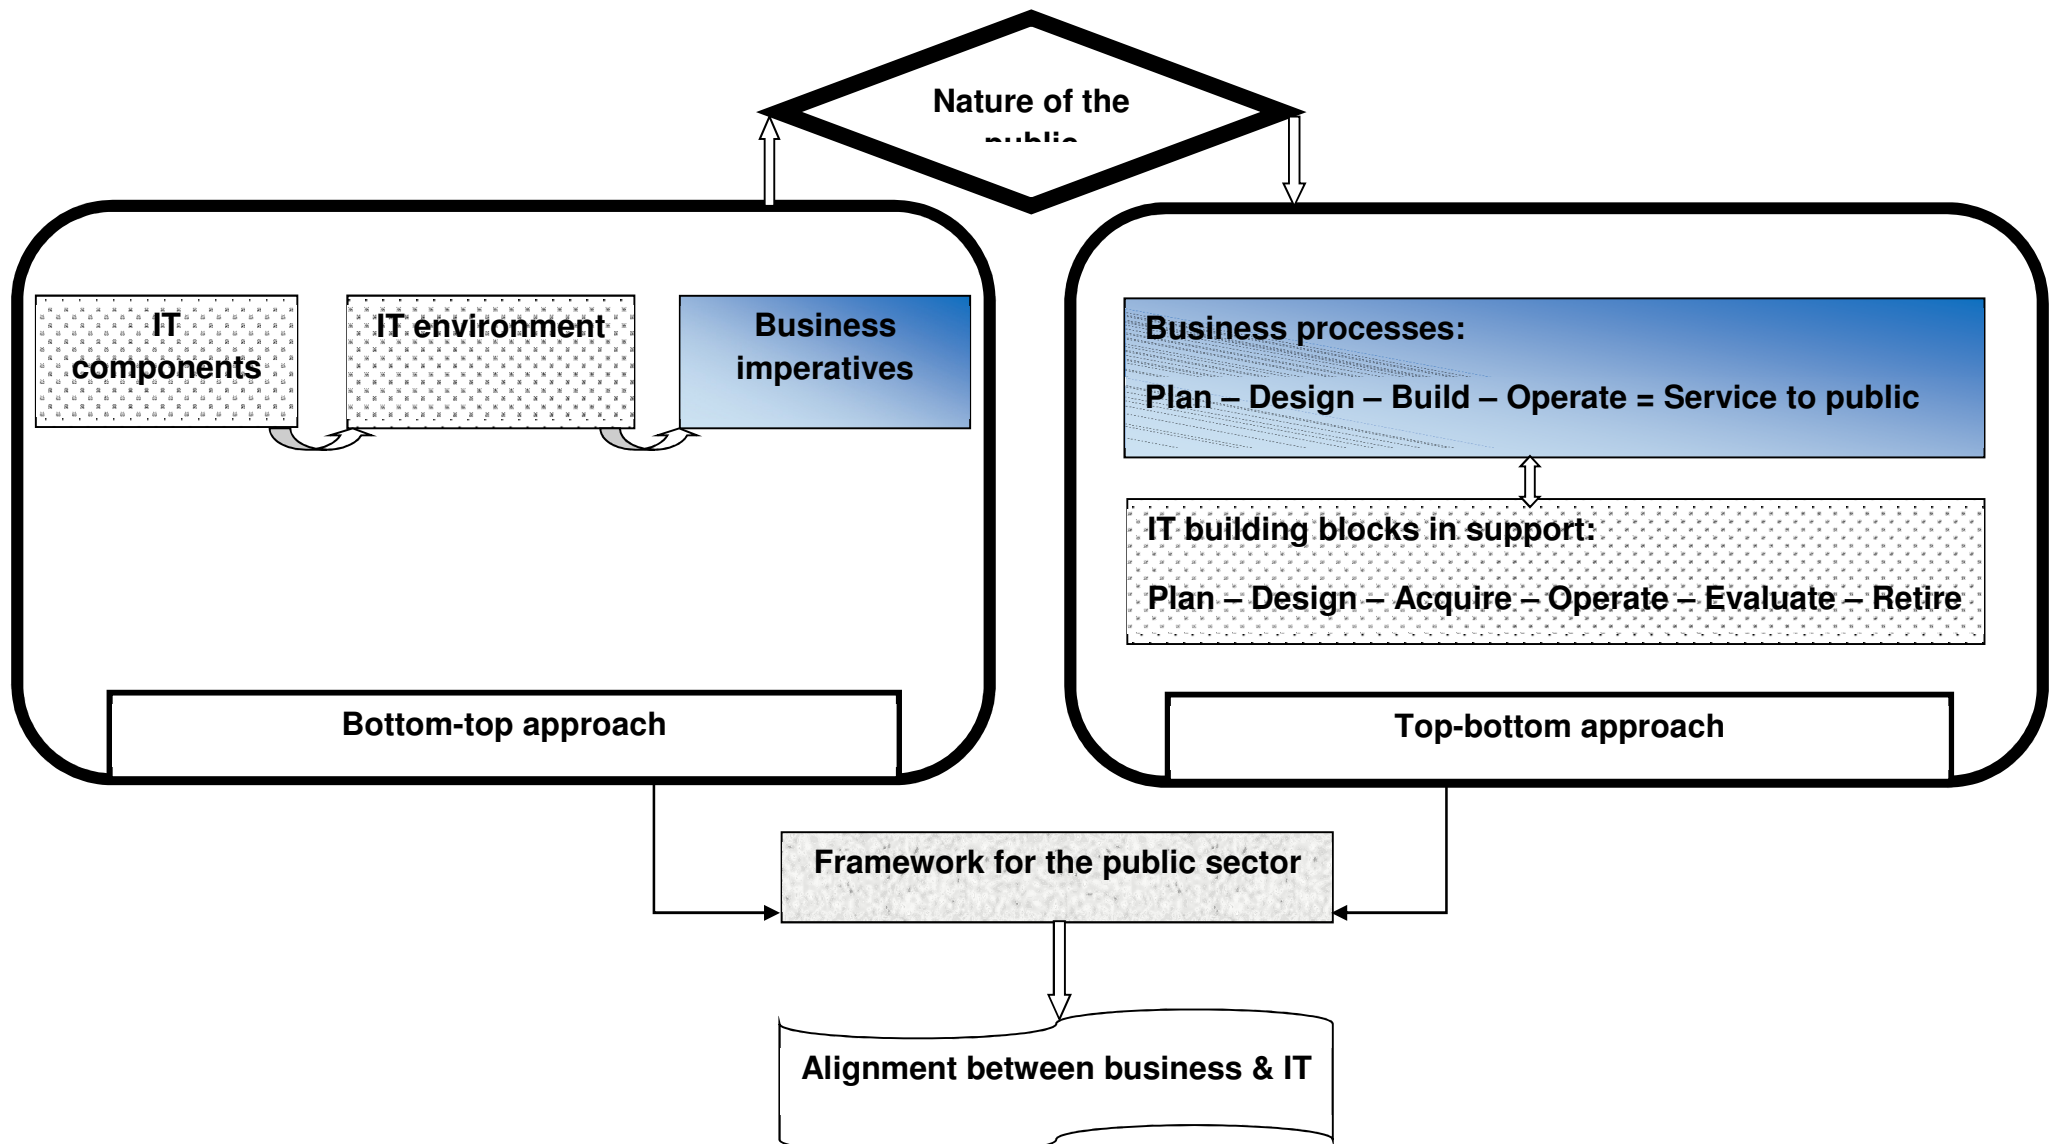 Nature of the
public
IT
components
IT environment
Business
imperatives
Business processes:
Plan – Design – Build – Operate = Service to public
IT building blocks in support:
Plan – Design – Acquire – Operate – Evaluate – Retire
Bottom-top approach
Top-bottom approach
Framework for the public sector
Alignment between business & IT